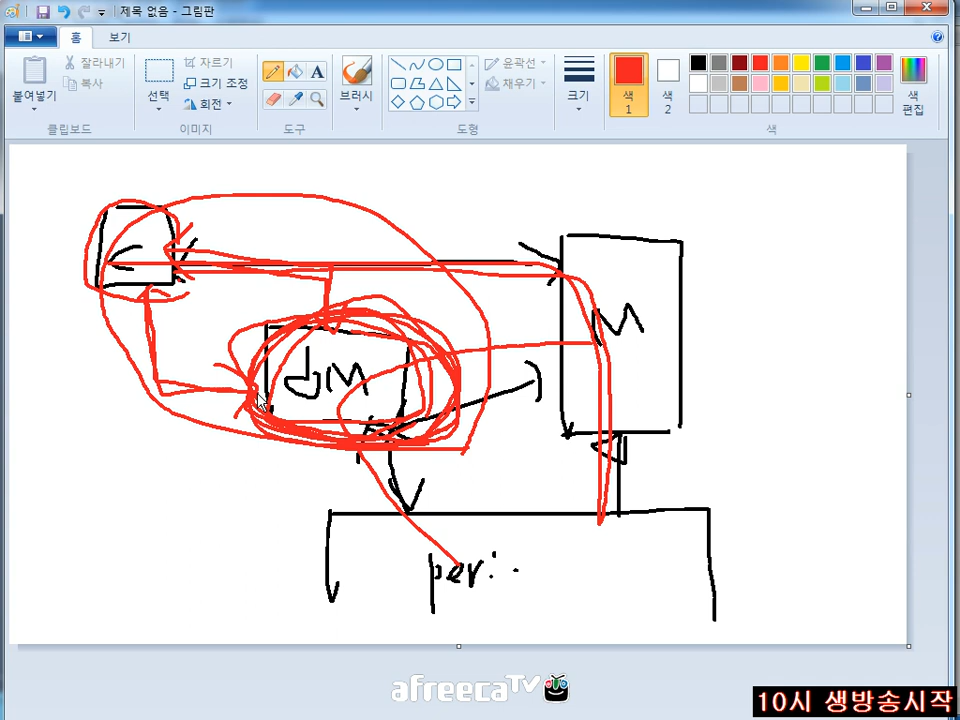 제목 없음 - 그림판
홈
보기
붙여넣기
잘라내기
복사
클립보드
선택
자르기
크기 조정
회전
이미지
A
도구
브러시
윤곽선
채우기
도형
크기
색 1
색 2
색 편집
색
M
dM
peri
afreecaTV
10시 생방송시작